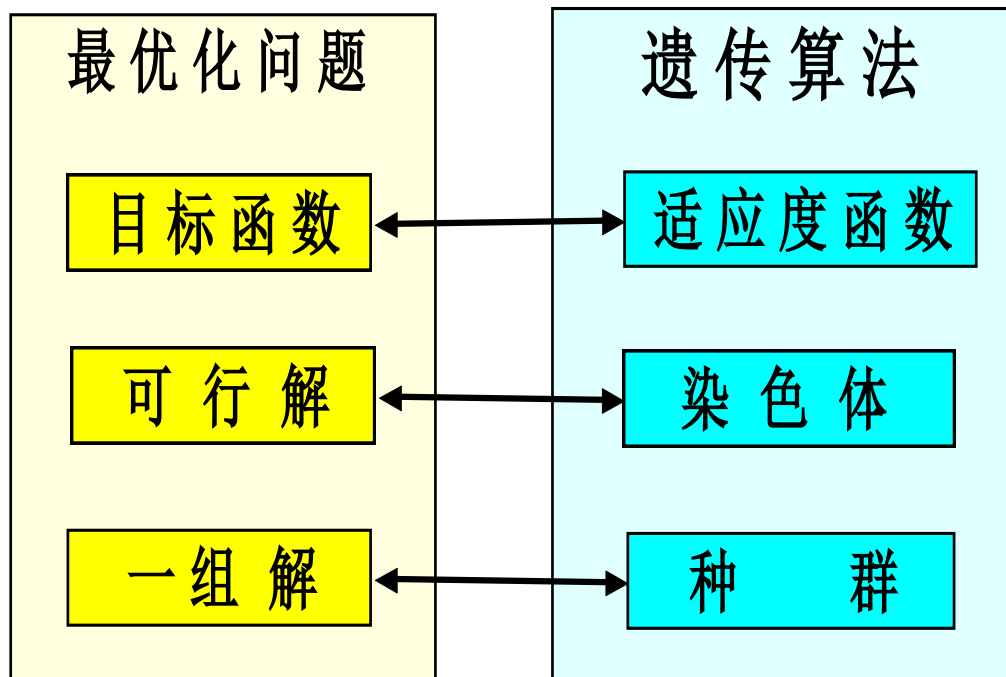 最优化问题
目标函数
可行解
一组解
遗传算法
适应度函数
染色体
种群